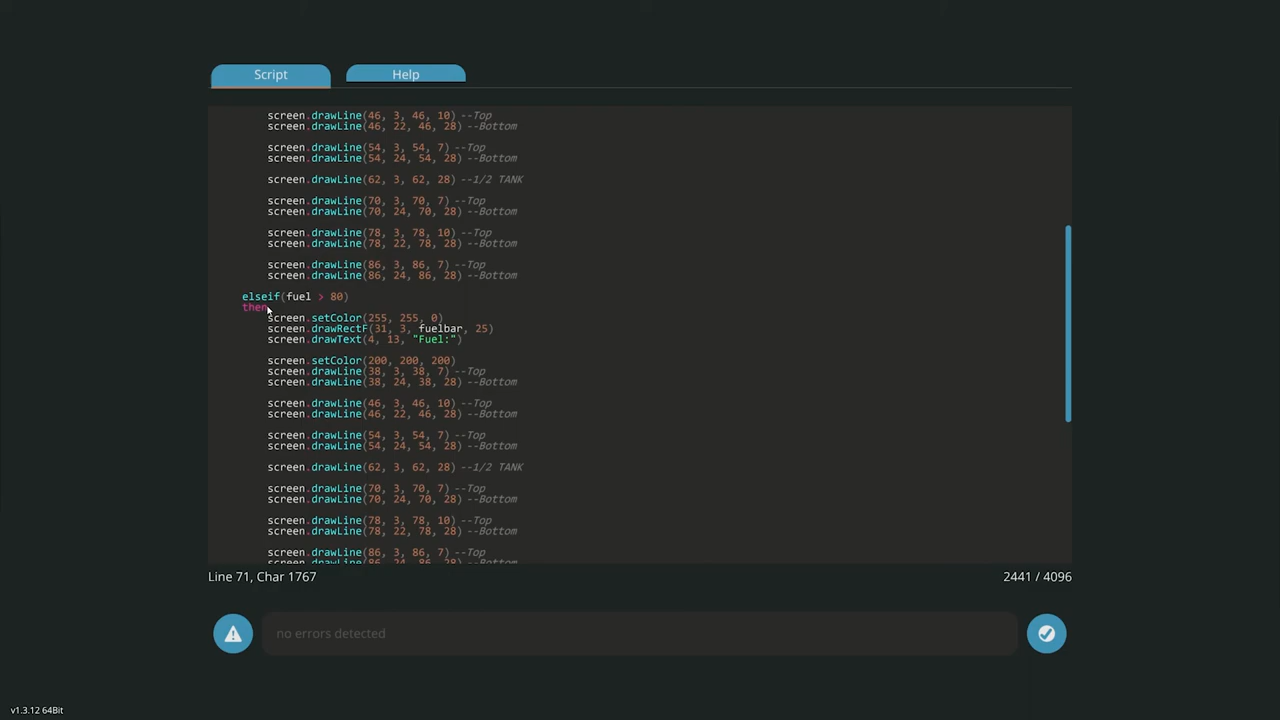 Script Help
screen.drawLine(46, 3, 46, 10) --Top
screen.drawLine(46, 22, 46, 28) --Bottom
screen.drawLine(54, 3, 54, 7) --Top
screen.drawLine(54, 24, 54, 28) --Bottom
screen.drawLine(62, 3, 62, 28) --1/2 TANK
screen.drawLine(70, 3, 70, 7) --Top
screen.drawLine(70, 24, 70, 28) --Bottom
screen.drawLine(78, 3, 78, 10) --Top
screen.drawLine(78, 22, 78, 28) --Bottom
screen.drawLine(86, 3, 86, 7) --Top
screen.drawLine(86, 24, 86, 28) --Bottom
elseif(fuel > 80)
then
screen.setColor(255, 255, 0)
screen.drawRectF(31, 3, fuelbar, 25)
screen.drawText(4, 13, "Fuel:")
screen.setColor(200, 200, 200)
screen.drawLine(38, 3, 38, 7) --Top
screen.drawLine(38, 24, 38, 28) --Bottom
screen.drawLine(46, 3, 46, 10) --Top
screen.drawLine(46, 22, 46, 28) --Bottom
screen.drawLine(54, 3, 54, 7) --Top
screen.drawLine(54, 24, 54, 28) --Bottom
screen.drawLine(62, 3, 62, 28) --1/2 TANK
screen.drawLine(70, 3, 70, 7) --Top
screen.drawLine(70, 24, 70, 28) --Bottom
screen.drawLine(78, 3, 78, 10) --Top
screen.drawLine(78, 22, 78, 28) --Bottom
screen.drawLine(86, 3, 86, 7) --Top
screen.drawLine(86, 24, 86, 28) --Bottom
Line 71, Char 1767 2441 / 4096
no errors detected
v1.3.12 64Bit